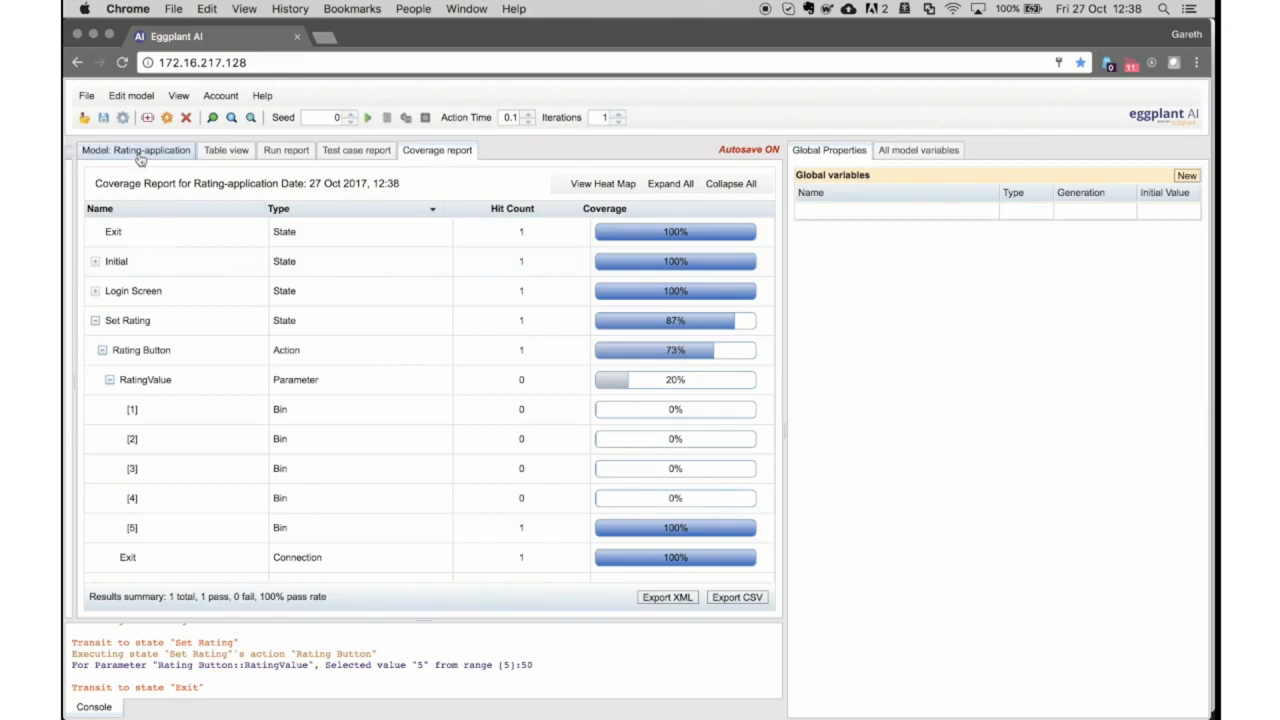 Chrome File Edit View History Bookmarks People Window Help 2 100% Fri 27 Oct 12:38
AI Eggplant AI × Gareth
172.16.217.128 0 11
File Edit model View Account Help
Seed 0 Action Time 0.1 Iterations 1 eggplant AI
Model: Rating-application Table view Run report Test case report Coverage report Autosave ON Global Properties All model variables
Coverage Report for Rating-application Date: 27 Oct 2017, 12:38 View Heat Map Expand All Collapse All
Global variables New
Name Type Generation Initial Value
Name Type Hit Count Coverage
Exit State 1 100%
Initial State 1 100%
Login Screen State 1 100%
Set Rating State 1 87%
Rating Button Action 1 73%
RatingValue Parameter 0 20%
[1] Bin 0 0%
[2] Bin 0 0%
[3] Bin 0 0%
[4] Bin 0 0%
[5] Bin 1 100%
Exit Connection 1 100%
Results summary: 1 total, 1 pass, 0 fail, 100% pass rate Export XML Export CSV
Transit to state "Set Rating"
Executing state "Set Rating"'s action "Rating Button"
For Parameter "Rating Button::RatingValue", Selected value "5" from range [5]:50
Transit to state "Exit"
Console